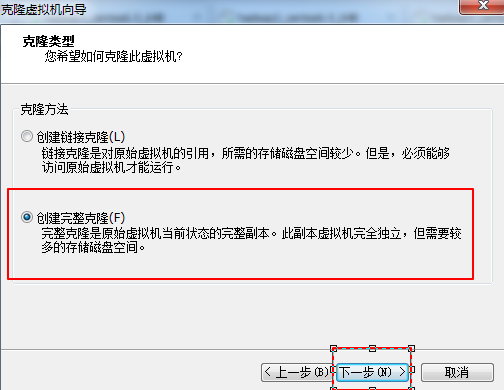 克隆虚拟机向导
克隆类型
您希望如何克隆此虚拟机?
克隆方法
创建链接克隆(L)
链接克隆是对原始虚拟机的引用，所需的存储磁盘空间较少。但是，必须能够
访问原始虚拟机才能运行。
创建完整克隆(F)
完整克隆是原始虚拟机当前状态的完整副本。此副本虚拟机完全独立，但需要较
多的存储磁盘空间。
< 上一步(B) 下一步(N) > 取消